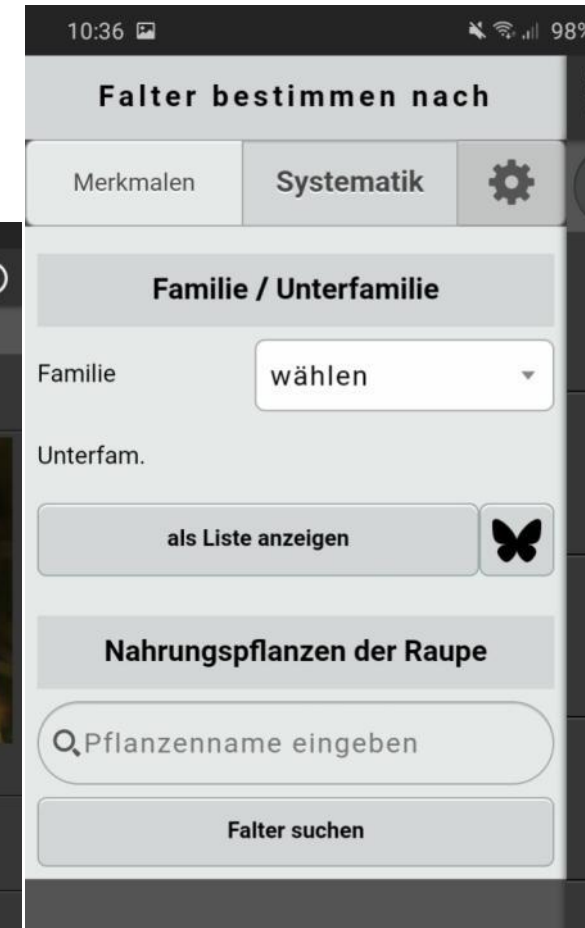 10:36 98%
Falter bestimmen nach
Merkmalen Systematik
Familie / Unterfamilie
Familie wählen
Unterfam.
als Liste anzeigen
Nahrungspflanzen der Raupe
Pflanzenname eingeben
Falter suchen